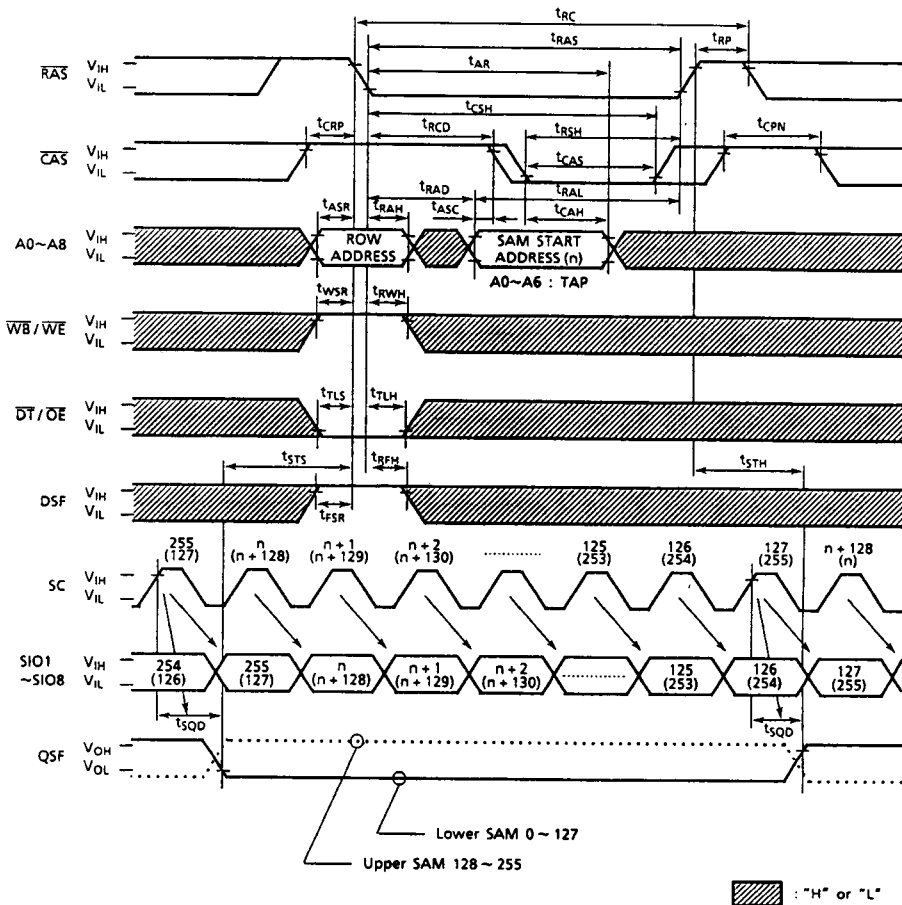 tRC
tRAS
tRP
tAR
RAS
VIH
VIL
tCSH
tCRP
tRCD
tRSH
tCPN
CAS
VIH
VIL
tCAS
tRAD
tRAL
tASR
tRAH
tASC
tCAH
A0~A8
VIH
VIL
ROW
ADDRESS
SAM START
ADDRESS (n)
A0~A6 : TAP
tWSR
tRWH
WB / WE
VIH
VIL
tTLS
tTLH
DT / OE
VIH
VIL
tSTS
tRFH
tSTH
DSF
VIH
VIL
tFSR
255
(127)
n
(n + 128)
n + 1
(n + 129)
n + 2
(n + 130)
125
(253)
126
(254)
127
(255)
n + 128
(n)
SC
VIH
VIL
SIO1
~SIO8
VIH
VIL
254
(126)
255
(127)
n
(n + 128)
n + 1
(n + 129)
n + 2
(n + 130)
125
(253)
126
(254)
127
(255)
tSQD
tSQD
QSF
VOH
VOL
Lower SAM 0 ~ 127
Upper SAM 128 ~ 255
: "H" or "L"